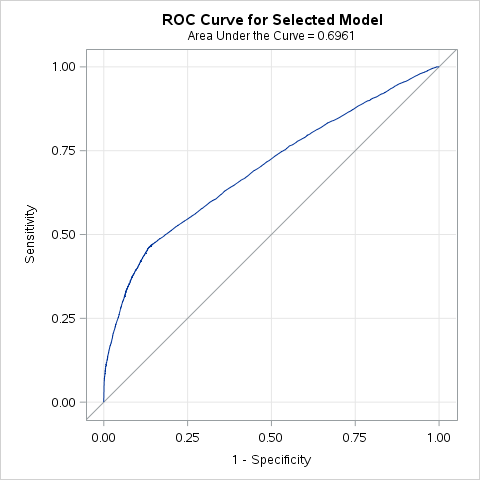 ROC Curve for Selected Model
Area Under the Curve = 0.6961
1.00
0.75
0.50
0.25
0.00
Sensitivity
0.00 0.25 0.50 0.75 1.00
1 - Specificity